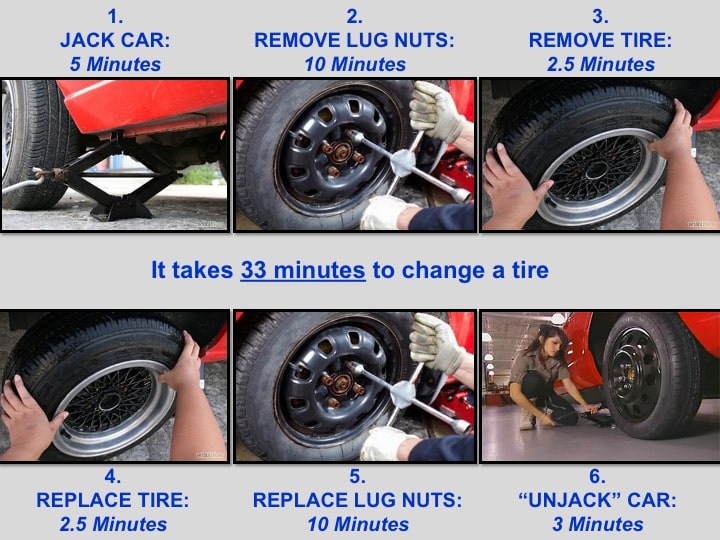 1.
JACK CAR:
5 Minutes
2.
REMOVE LUG NUTS:
10 Minutes
3.
REMOVE TIRE:
2.5 Minutes
It takes 33 minutes to change a tire
4.
REPLACE TIRE:
2.5 Minutes
5.
REPLACE LUG NUTS:
10 Minutes
6.
“UNJACK” CAR:
3 Minutes